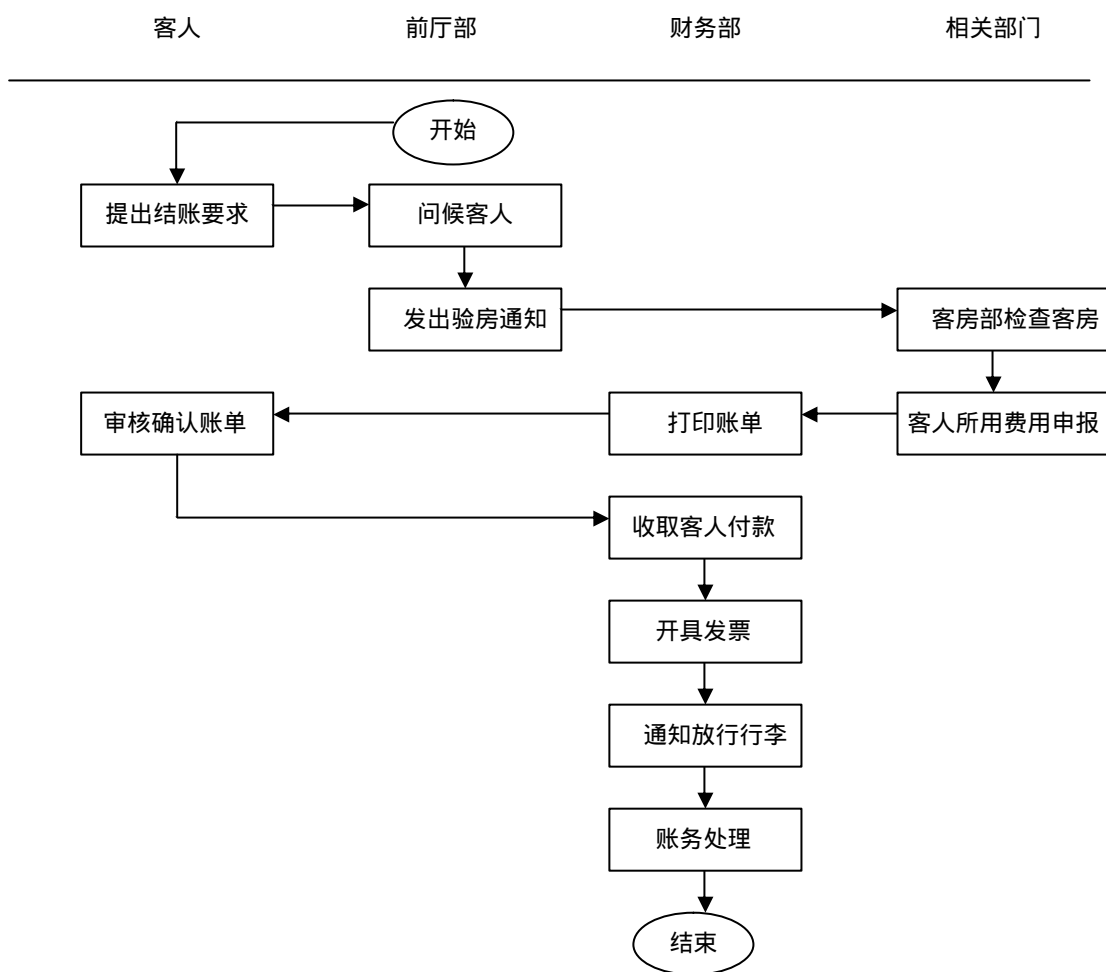 客人 前厅部 财务部 相关部门
开始
提出结账要求 问候客人
发出验房通知 客房部检查客房
审核确认账单 打印账单 客人所用费用申报
收取客人付款
开具发票
通知放行行李
账务处理
结束